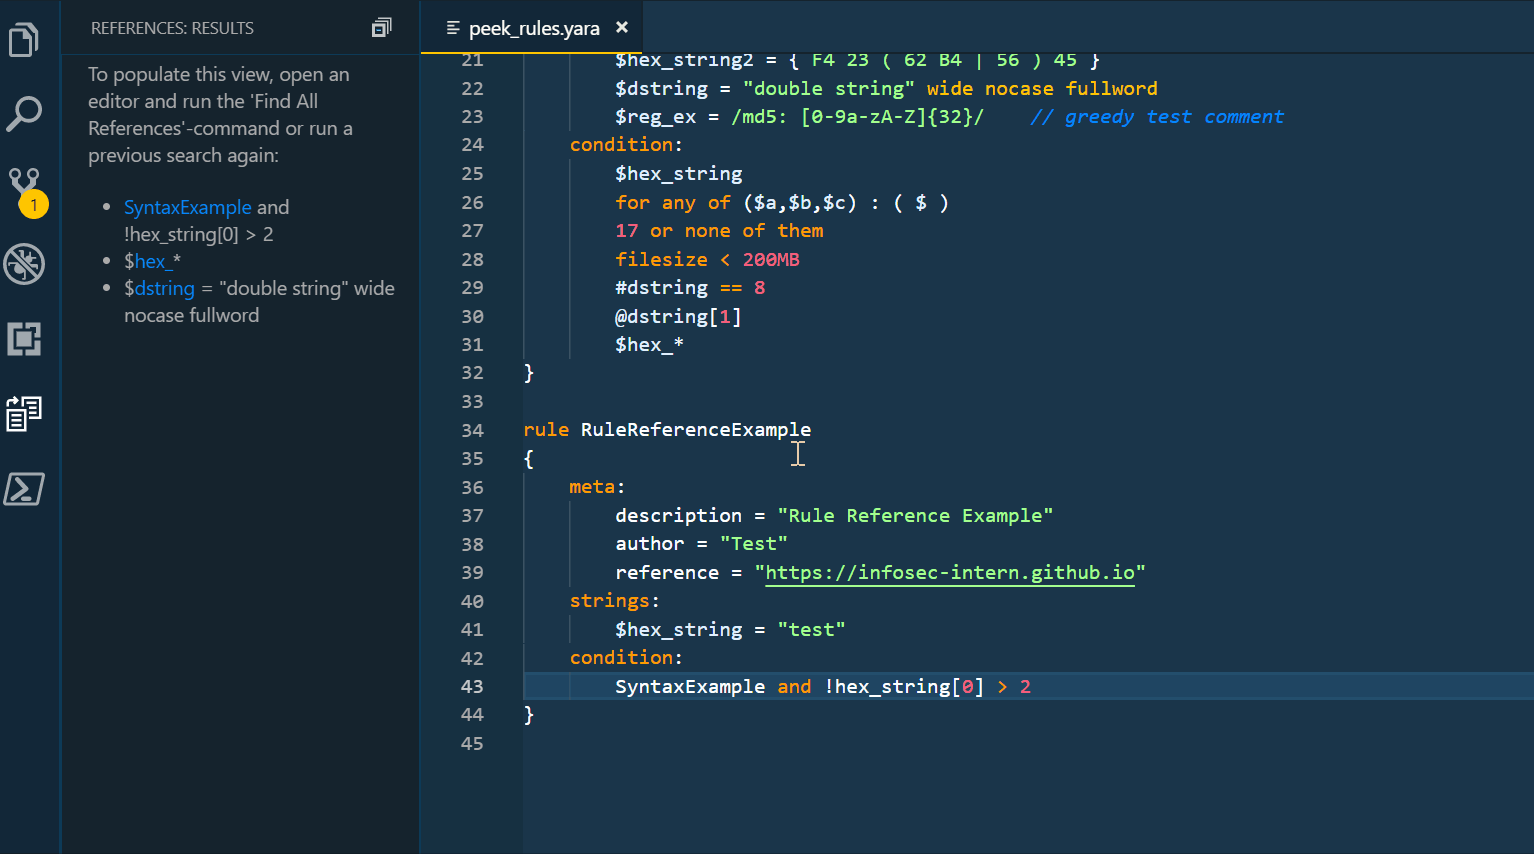 REFERENCES: RESULTS
To populate this view, open an
editor and run the 'Find All
References'-command or run a
previous search again:
SyntaxExample and
!hex_string[0] > 2
$hex_*
$dstring = "double string" wide
nocase fullword
1
peek_rules.yara ×
21 $hex_string2 = { F4 23 ( 62 B4 | 56 ) 45 }
22 $dstring = "double string" wide nocase fullword
23 $reg_ex = /md5: [0-9a-zA-Z]{32}/ // greedy test comment
24 condition:
25 $hex_string
26 for any of ($a,$b,$c) : ( $ )
27 17 or none of them
28 filesize < 200MB
29 #dstring == 8
30 @dstring[1]
31 $hex_*
32 }
33
34 rule RuleReferenceExample
35 {
36 meta:
37 description = "Rule Reference Example"
38 author = "Test"
39 reference = "https://infosec-intern.github.io"
40 strings:
41 $hex_string = "test"
42 condition:
43 SyntaxExample and !hex_string[0] > 2
44 }
45